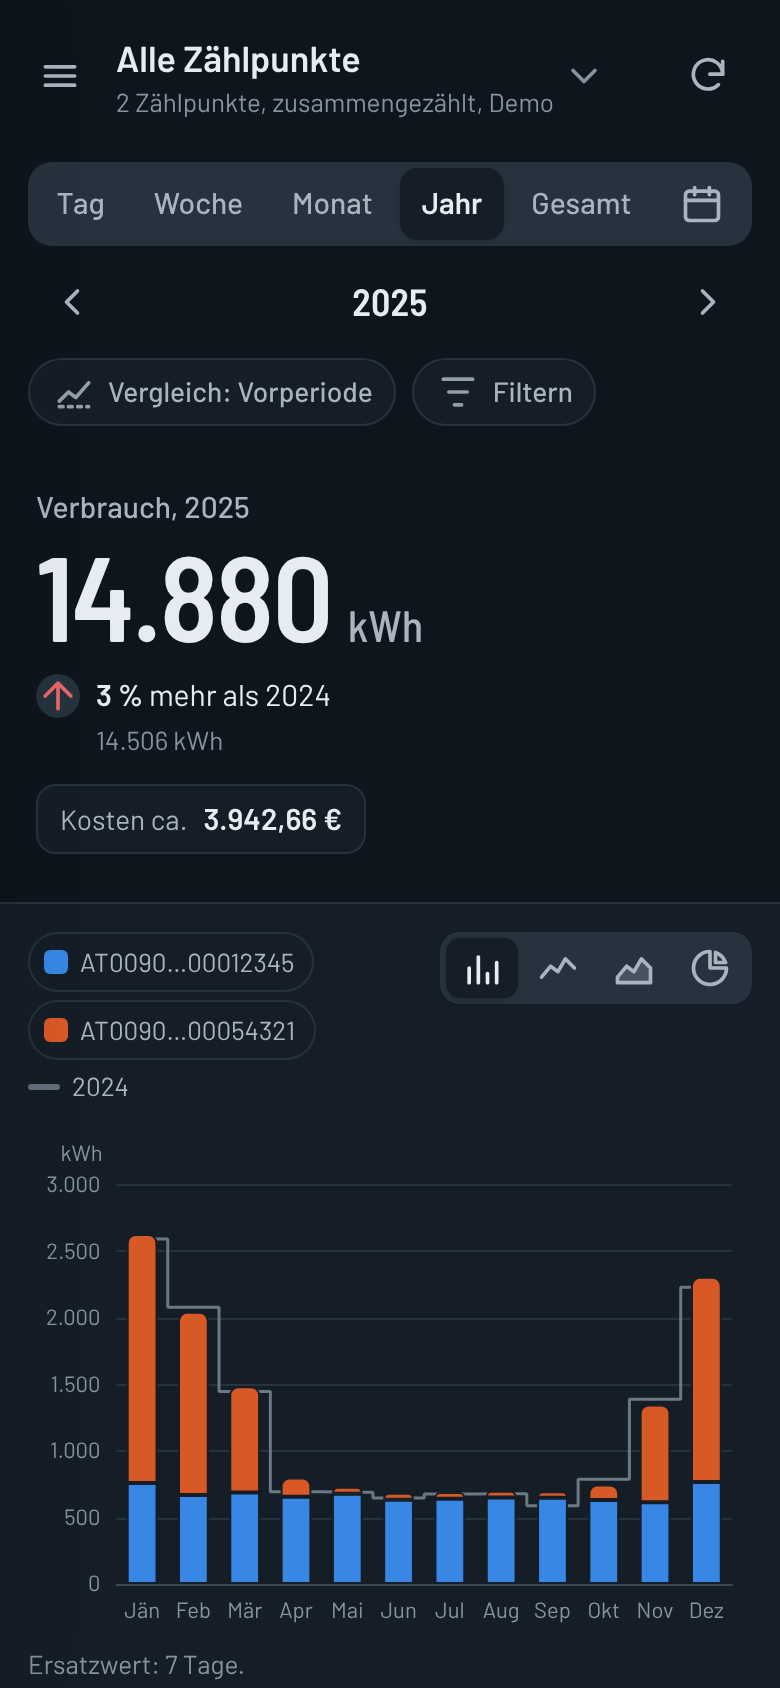 Alle Zählpunkte
2 Zählpunkte, zusammengezählt, Demo
Tag Woche Monat Jahr Gesamt
2025
Vergleich: Vorperiode Filtern
Verbrauch, 2025
14.880 kWh
3 % mehr als 2024
14.506 kWh
Kosten ca. 3.942,66 €
AT0090...00012345
AT0090...00054321
2024
kWh
3.000
2.500
2.000
1.500
1.000
500
0
Jän Feb Mär Apr Mai Jun Jul Aug Sep Okt Nov Dez
Ersatzwert: 7 Tage.